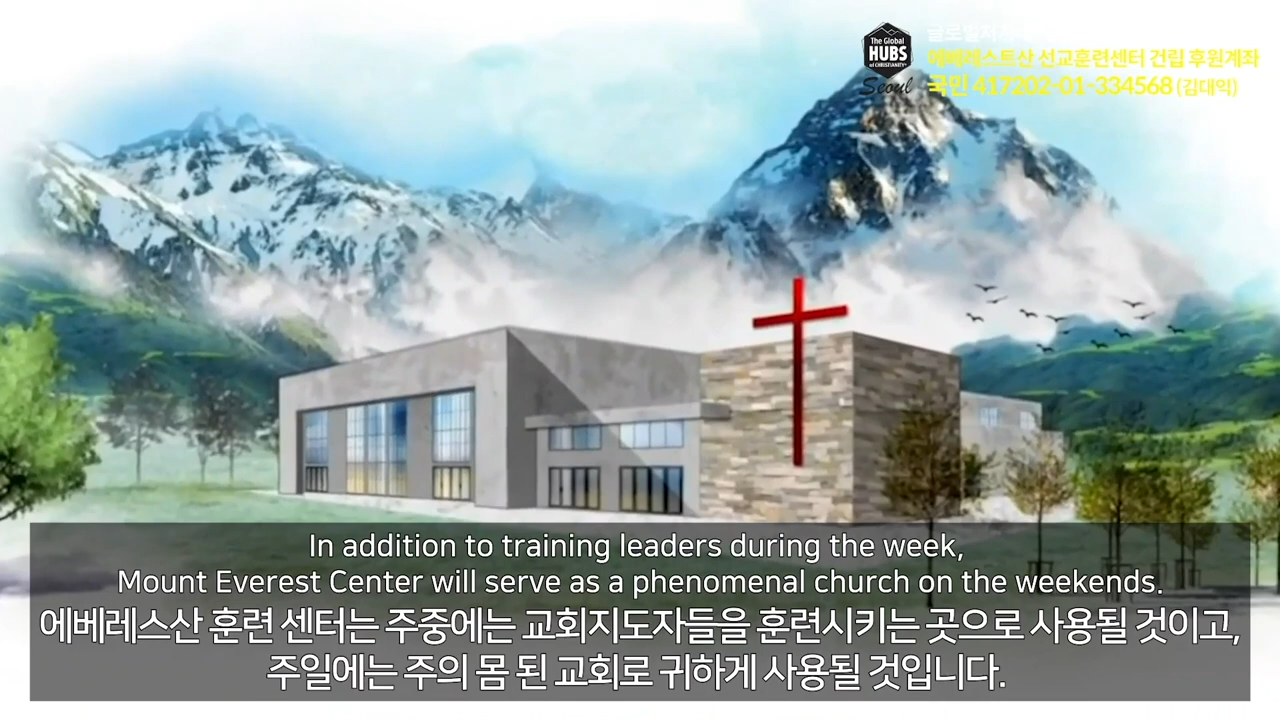 The Global
HUBS
of CHRISTIANITY
Seoul
에베레스트산 선교훈련센터 건립 후원계좌
국민 417202-01-334568 (김대억)
In addition to training leaders during the week,
Mount Everest Center will serve as a phenomenal church on the weekends.
에베레스산 훈련 센터는 주중에는 교회지도자들을 훈련시키는 곳으로 사용될 것이고,
주일에는 주의 몸 된 교회로 귀하게 사용될 것입니다.